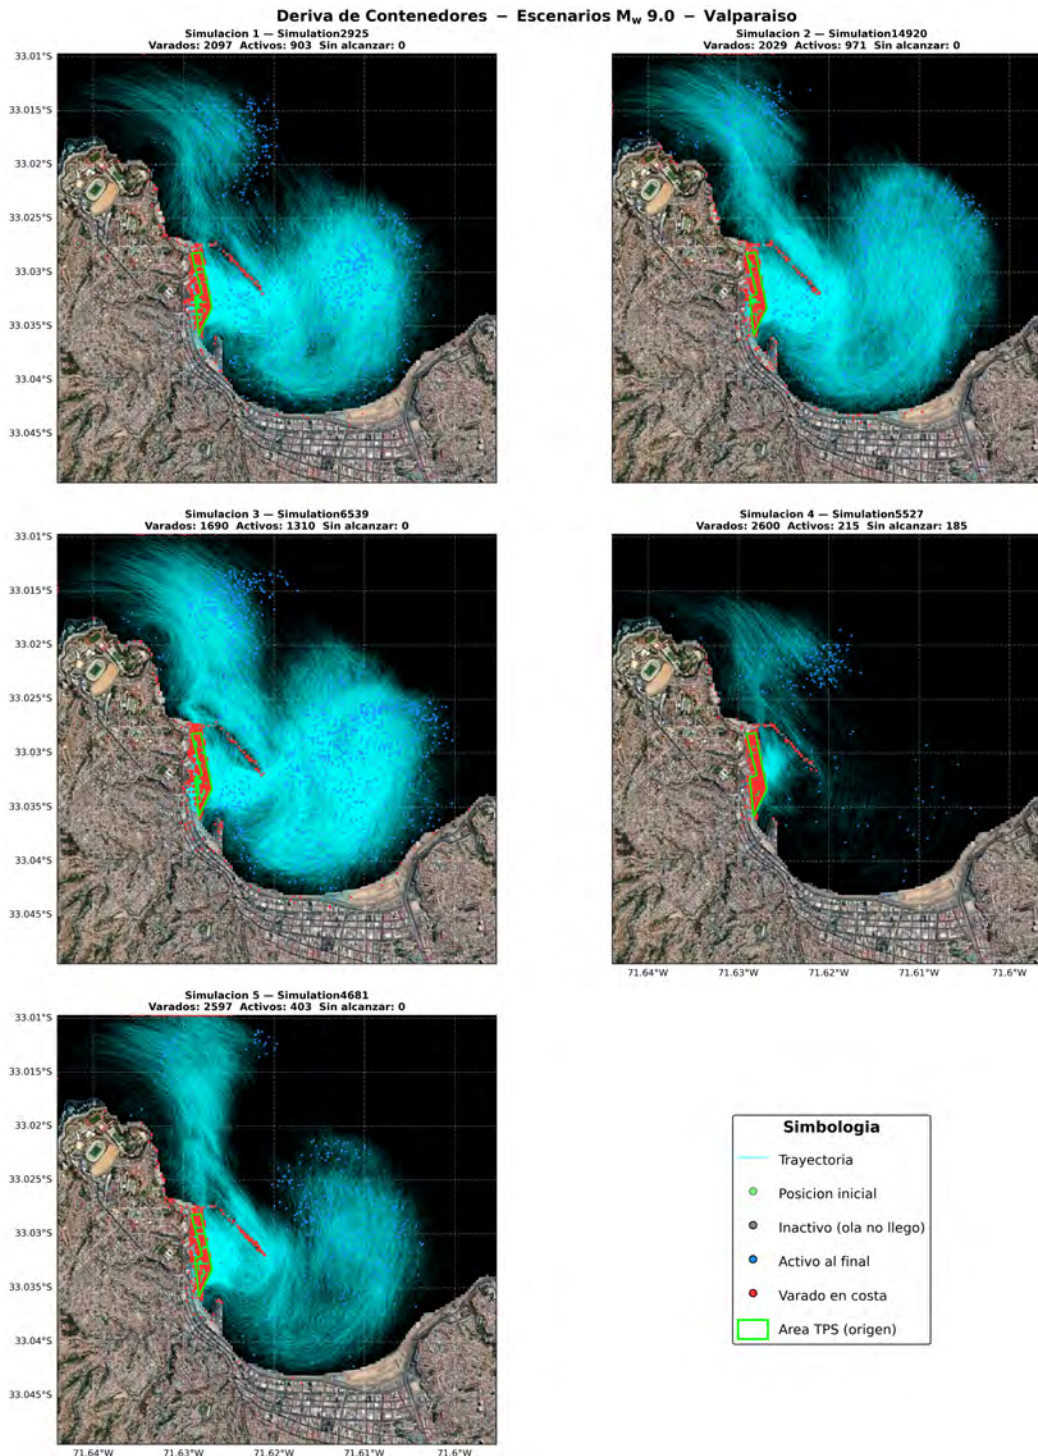 Deriva de Contenedores − Escenarios Mw 9.0 − Valparaiso
Simulacion 1 — Simulation2925
Varados: 2097 Activos: 903 Sin alcanzar: 0
33.01°S
33.015°S
33.02°S
33.025°S
33.03°S
33.035°S
33.04°S
33.045°S
Simulacion 2 — Simulation14920
Varados: 2029 Activos: 971 Sin alcanzar: 0
Simulacion 3 — Simulation6539
Varados: 1690 Activos: 1310 Sin alcanzar: 0
33.01°S
33.015°S
33.02°S
33.025°S
33.03°S
33.035°S
33.04°S
33.045°S
Simulacion 4 — Simulation5527
Varados: 2600 Activos: 215 Sin alcanzar: 185
71.64°W 71.63°W 71.62°W 71.61°W 71.6°W
Simulacion 5 — Simulation4681
Varados: 2597 Activos: 403 Sin alcanzar: 0
33.01°S
33.015°S
33.02°S
33.025°S
33.03°S
33.035°S
33.04°S
33.045°S
71.64°W 71.63°W 71.62°W 71.61°W 71.6°W
Simbologia
Trayectoria
Posicion inicial
Inactivo (ola no llego)
Activo al final
Varado en costa
Area TPS (origen)